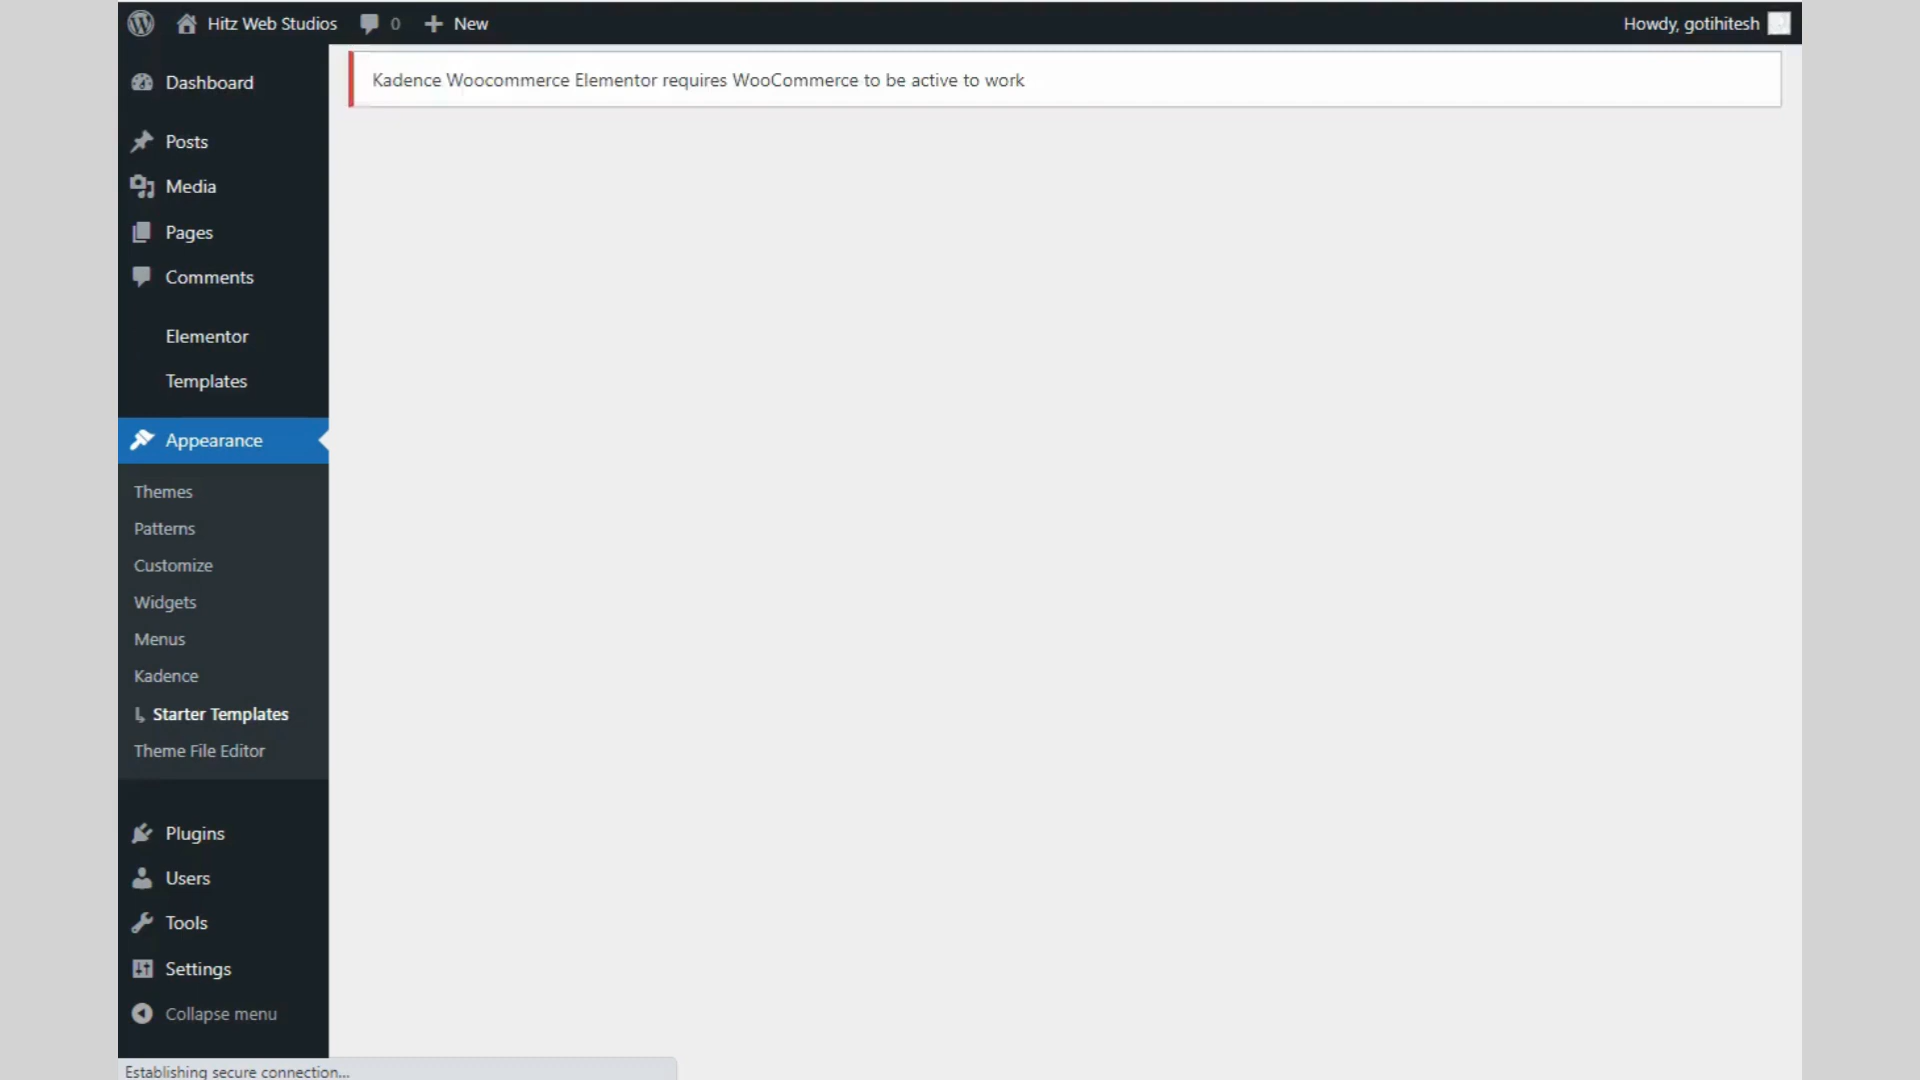 Hitz Web Studios 0 New Howdy, gotihitesh
Kadence Woocommerce Elementor requires WooCommerce to be active to work
Dashboard
Posts
Media
Pages
Comments
Elementor
Templates
Appearance
Themes
Patterns
Customize
Widgets
Menus
Kadence
Starter Templates
Theme File Editor
Plugins
Users
Tools
Settings
Collapse menu
Establishing secure connection...